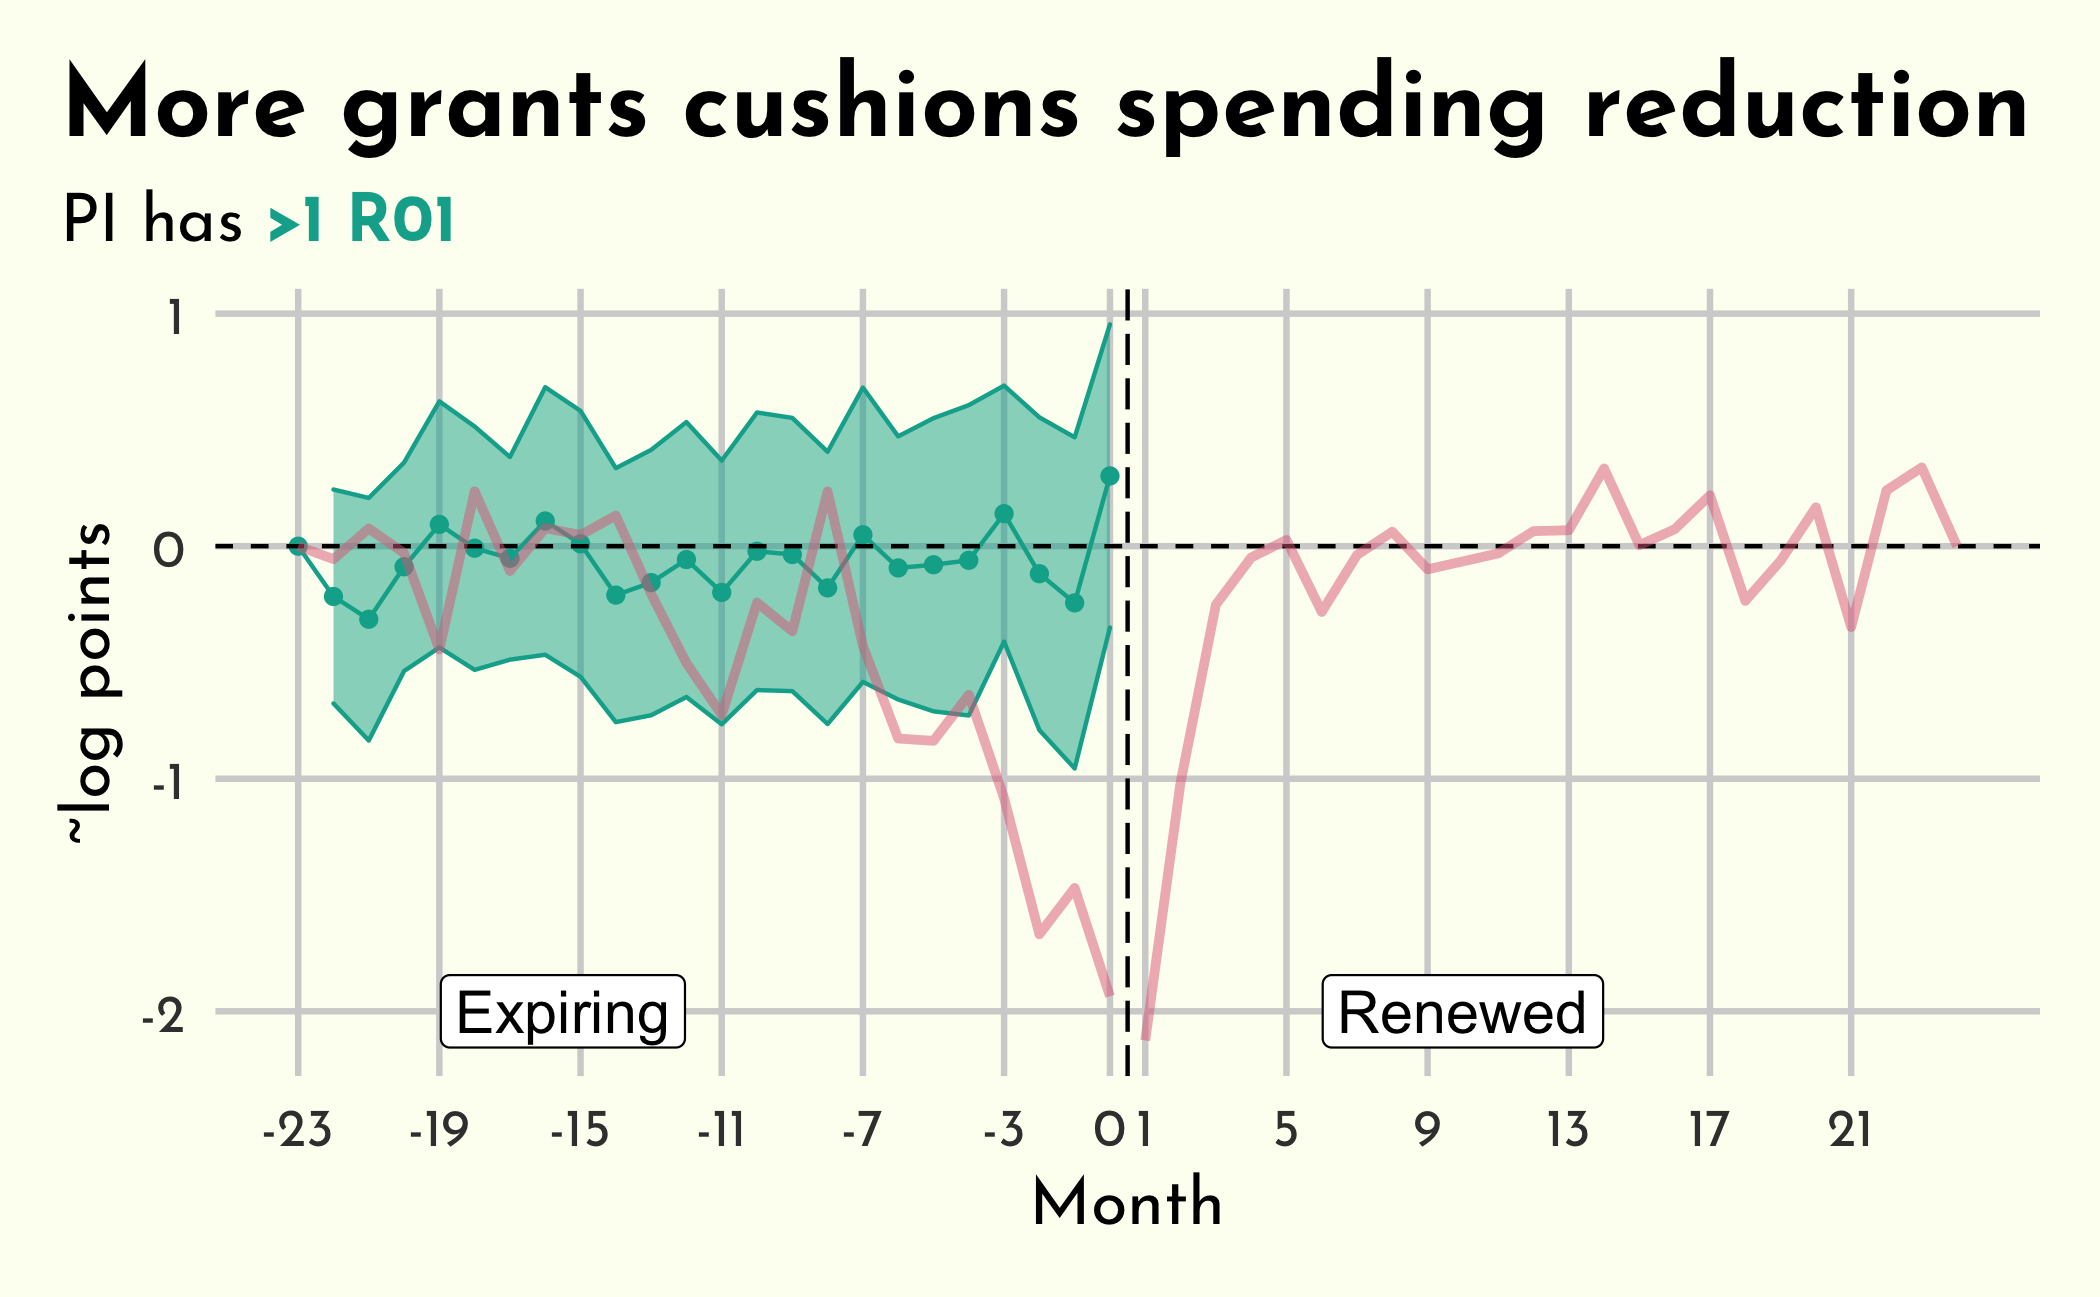 More grants cushions spending reduction
PI has >1 R01
~log points
1
0
-1
-2
Expiring
Renewed
-23 -19 -15 -11 -7 -3 0 1 5 9 13 17 21
Month